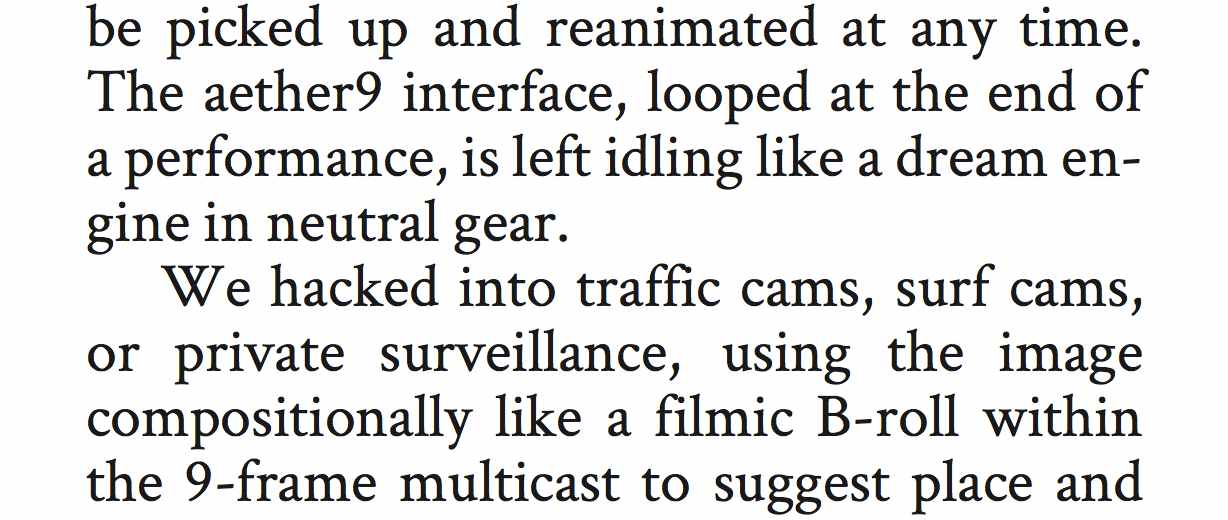 be picked up and reanimated at any time.
The aether9 interface, looped at the end of
a performance, is left idling like a dream en-
gine in neutral gear.
We hacked into traffic cams, surf cams,
or private surveillance, using the image
compositionally like a filmic B-roll within
the 9-frame multicast to suggest place and